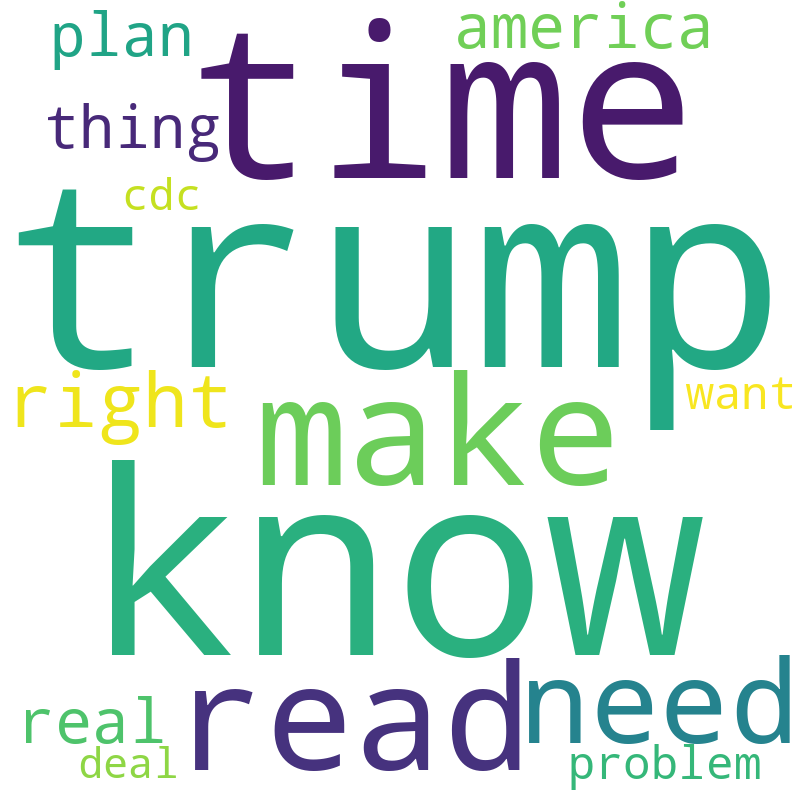 plan
america
time
thing
cdc
trump
right
make
want
know
read
need
real
deal
problem